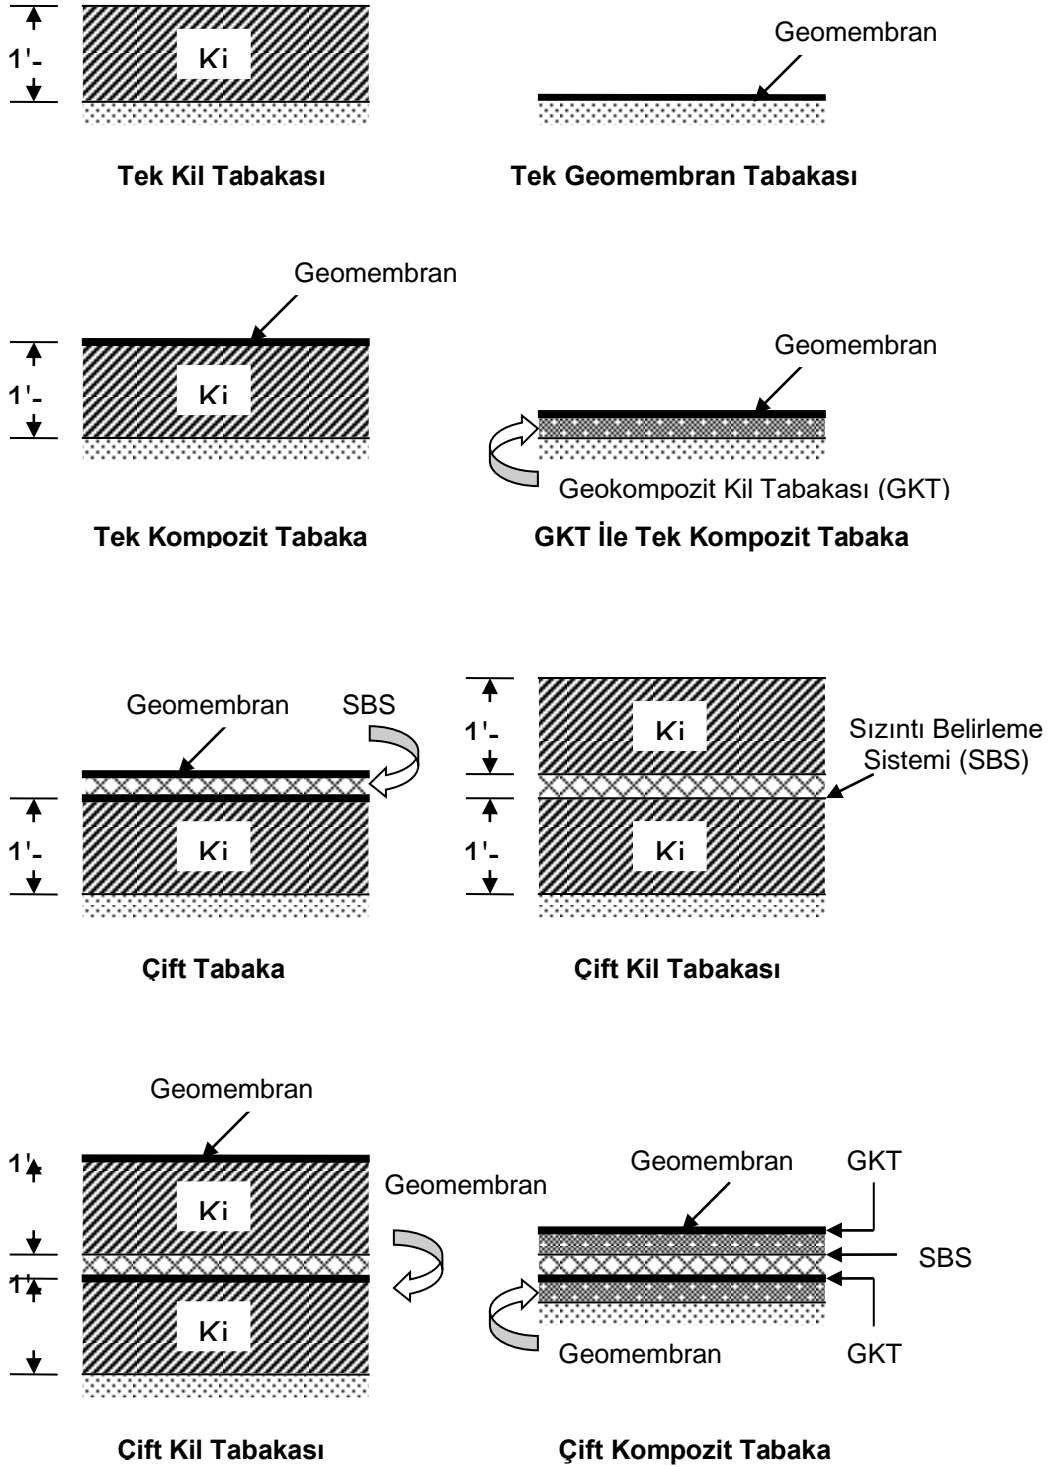 1'-
Ki
Geomembran
Tek Kil Tabakası
Tek Geomembran Tabakası
Geomembran
1'-
Ki
Geomembran
Geokompozit Kil Tabakası (GKT)
Tek Kompozit Tabaka
GKT İle Tek Kompozit Tabaka
Geomembran
SBS
1'-
Ki
1'-
Ki
1'-
Ki
Sızıntı Belirleme
Sistemi (SBS)
Çift Tabaka
Çift Kil Tabakası
Geomembran
1'-
Ki
1'-
Ki
Geomembran
Geomembran
GKT
SBS
Geomembran
GKT
Çift Kil Tabakası
Çift Kompozit Tabaka